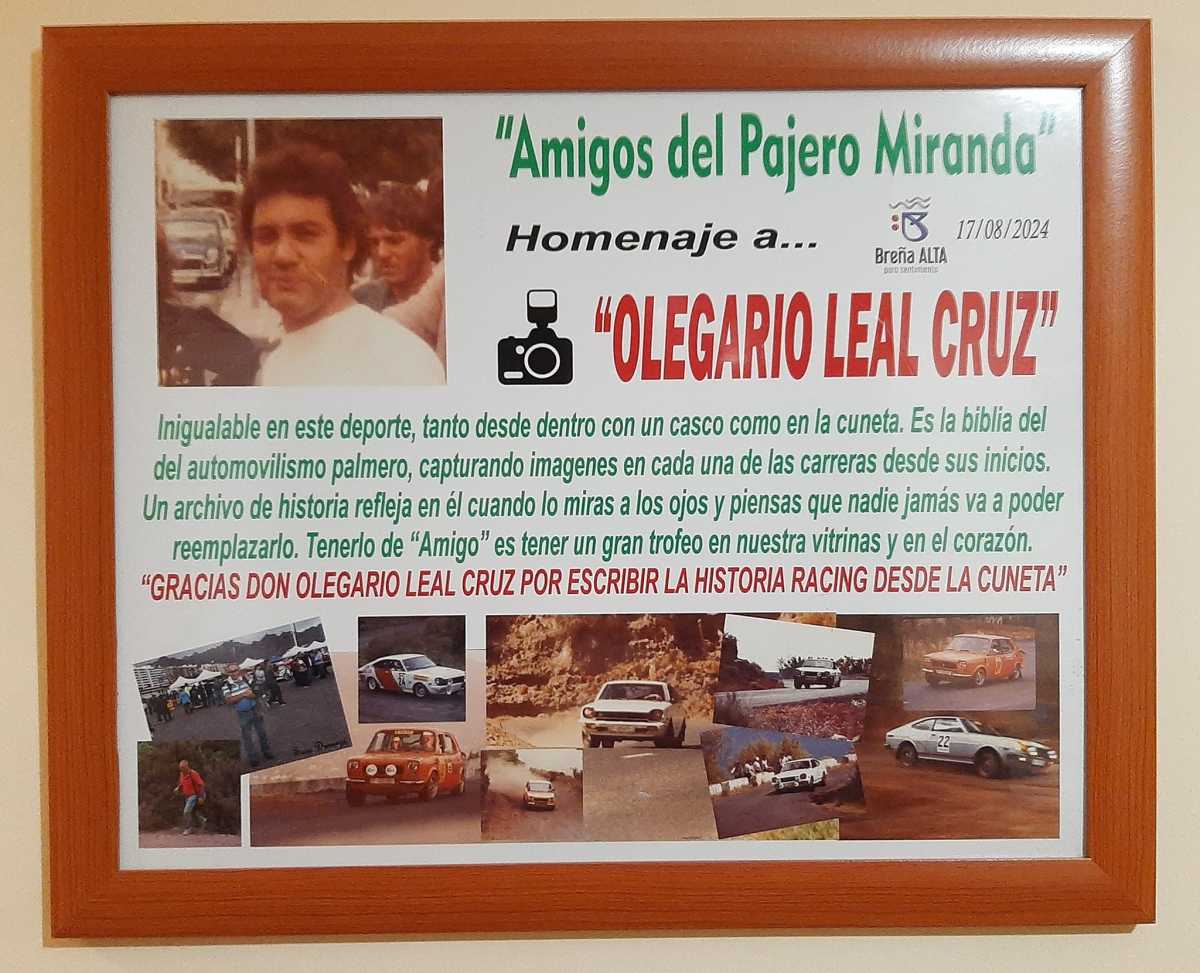 "Amigos del Pajero Miranda"
Homenaje a...
Breña ALTA
puro sentimiento
17/08/2024
"OLEGARIO LEAL CRUZ"
Inigualable en este deporte, tanto desde dentro con un casco como en la cuneta. Es la biblia del
del automovilismo palmero, capturando imagenes en cada una de las carreras desde sus inicios.
Un archivo de historia refleja en él cuando lo miras a los ojos y piensas que nadie jamás va a poder
reemplazarlo. Tenerlo de "Amigo" es tener un gran trofeo en nuestra vitrinas y en el corazón.
"GRACIAS DON OLEGARIO LEAL CRUZ POR ESCRIBIR LA HISTORIA RACING DESDE LA CUNETA"
24
22